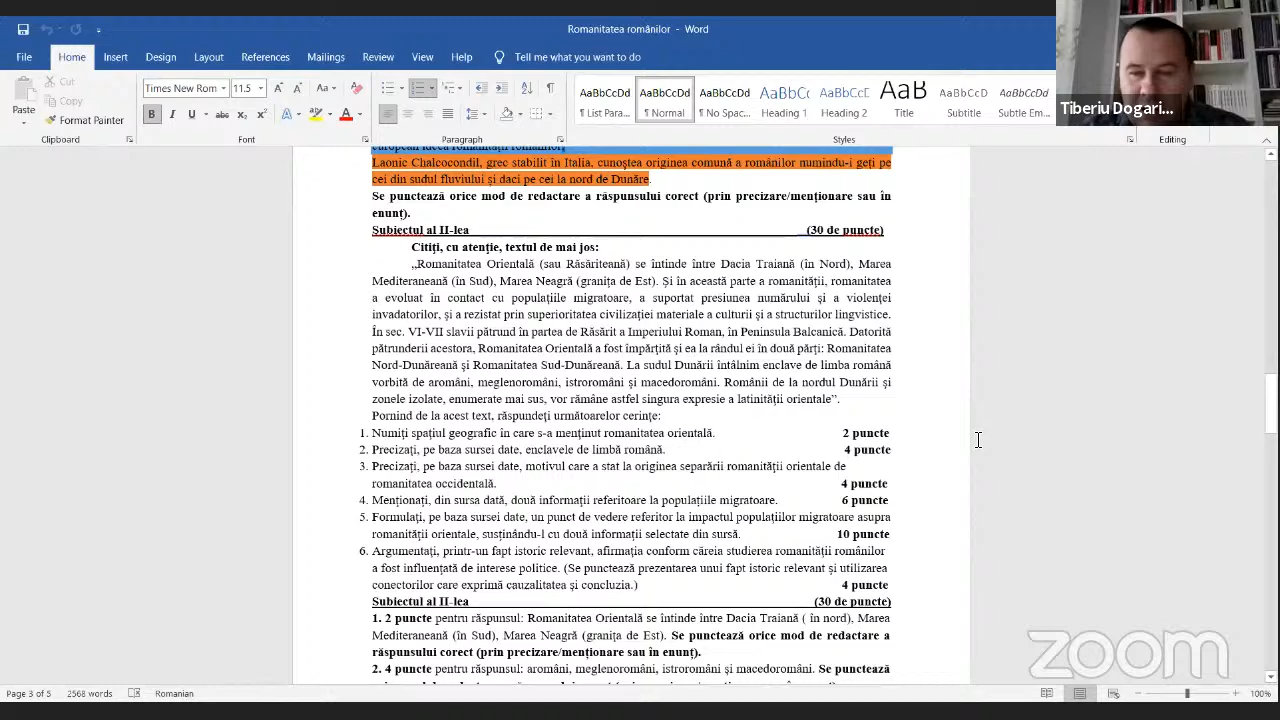 Romanitatea românilor - Word
File Home Insert Design Layout References Mailings Review View Help Tell me what you want to do
Tiberiu Dogari...
Paste
Cut
Copy
Format Painter
Times New Rom 11.5
B I U abc X₂ X² A
AaBbCcDd AaBbCcDd AaBbCcDd AaBbCc AaBbCcD AaB AaBbCcD AaBbCcDd
¶ List Para... ¶ Normal ¶ No Spac... Heading 1 Heading 2 Title Subtitle Subtle Em...
Clipboard Font Paragraph Styles Editing
european ideea romanității românilor.
Laonic Chalcocondil, grec stabilit în Italia, cunoștea originea comună a românilor numindu-i geți pe
cei din sudul fluviului și daci pe cei la nord de Dunăre.
Se punctează orice mod de redactare a răspunsului corect (prin precizare/menționare sau în
enunț).
Subiectul al II-lea (30 de puncte)
Citiți, cu atenție, textul de mai jos:
„Romanitatea Orientală (sau Răsăriteană) se întinde între Dacia Traiană (în Nord), Marea
Mediteraneană (în Sud), Marea Neagră (granița de Est). Și în această parte a romanității, romanitatea
a evoluat în contact cu populațiile migratoare, a suportat presiunea numărului și a violenței
invadatorilor, și a rezistat prin superioritatea civilizației materiale a culturii și a structurilor lingvistice.
În sec. VI-VII slavii pătrund în partea de Răsărit a Imperiului Roman, în Peninsula Balcanică. Datorită
pătrunderii acestora, Romanitatea Orientală a fost împărțită și ea la rândul ei în două părți: Romanitatea
Nord-Dunăreană și Romanitatea Sud-Dunăreană. La sudul Dunării întâlnim enclave de limba română
vorbită de aromâni, meglenoromâni, istroromâni și macedoromâni. Românii de la nordul Dunării și
zonele izolate, enumerate mai sus, vor rămâne astfel singura expresie a latinității orientale”.
Pornind de la acest text, răspundeți următoarelor cerințe:
1. Numiți spațiul geografic în care s-a menținut romanitatea orientală. 2 puncte
2. Precizați, pe baza sursei date, enclavele de limbă română. 4 puncte
3. Precizați, pe baza sursei date, motivul care a stat la originea separării romanității orientale de
romanitatea occidentală. 4 puncte
4. Menționați, din sursa dată, două informații referitoare la populațiile migratoare. 6 puncte
5. Formulați, pe baza sursei date, un punct de vedere referitor la impactul populațiilor migratoare asupra
romanității orientale, susținându-l cu două informații selectate din sursă. 10 puncte
6. Argumentați, printr-un fapt istoric relevant, afirmația conform căreia studierea romanității românilor
a fost influențată de interese politice. (Se punctează prezentarea unui fapt istoric relevant și utilizarea
conectorilor care exprimă cauzalitatea și concluzia.) 4 puncte
Subiectul al II-lea (30 de puncte)
1. 2 puncte pentru răspunsul: Romanitatea Orientală se întinde între Dacia Traiană ( în nord), Marea
Mediteraneană (în Sud), Marea Neagră (granița de Est). Se punctează orice mod de redactare a
răspunsului corect (prin precizare/menționare sau în enunț).
2. 4 puncte pentru răspunsul: aromâni, meglenoromâni, istroromâni și macedoromâni. Se punctează
zoom
Page 3 of 5 2568 words Romanian 100%